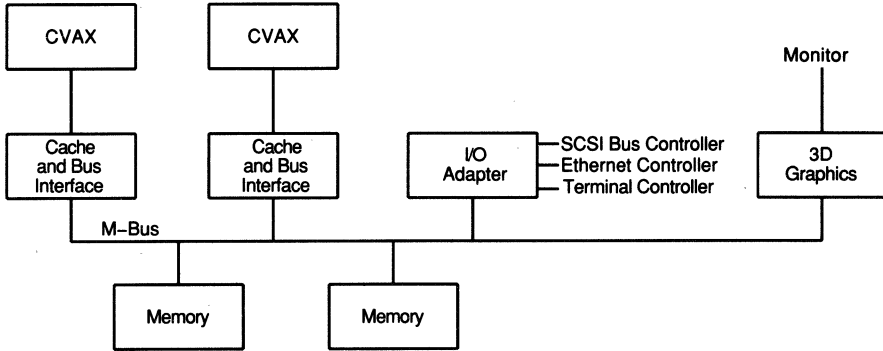 CVAX
CVAX
Monitor
Cache
and Bus
Interface
Cache
and Bus
Interface
I/O
Adapter
SCSI Bus Controller
Ethernet Controller
Terminal Controller
3D
Graphics
M-Bus
Memory
Memory